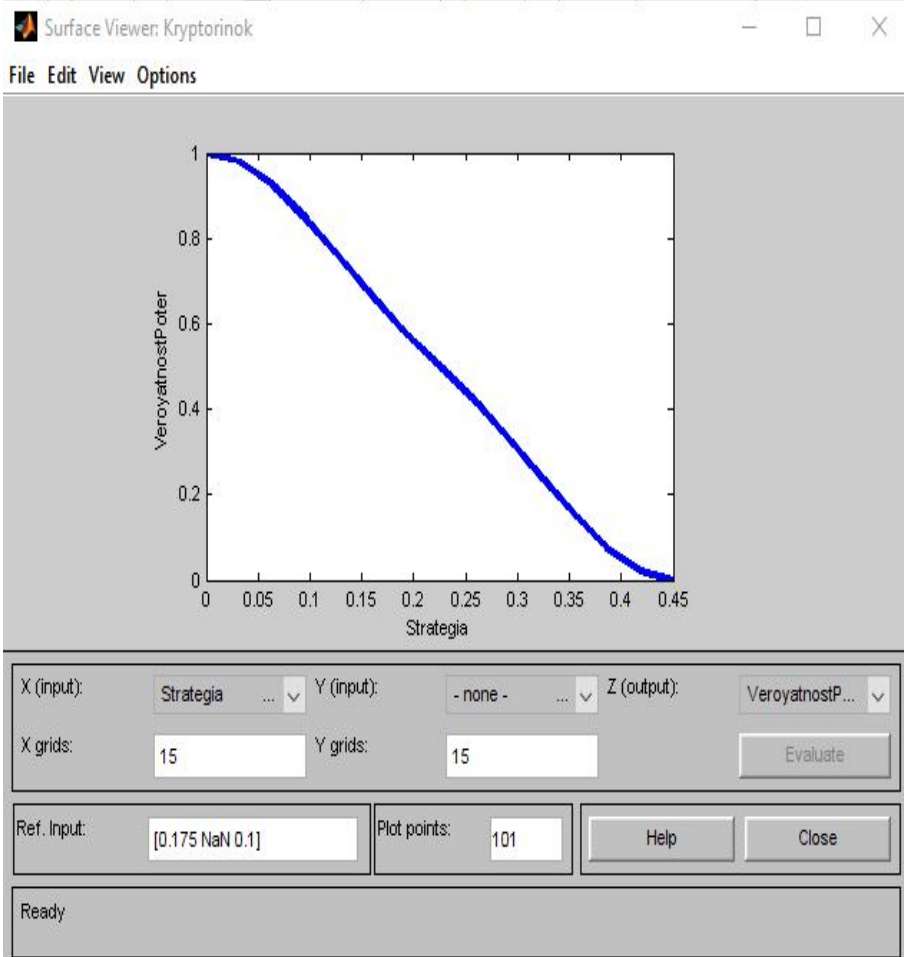 Surface Viewer: Kryptorinok
File Edit View Options
1
0.8
0.6
0.4
0.2
0
VeroyatnostPoter
0 0.05 0.1 0.15 0.2 0.25 0.3 0.35 0.4 0.45
Strategia
X (input): Strategia ... Y (input): - none - ... Z (output): VeroyatnostP...
X grids: 15 Y grids: 15 Evaluate
Ref. Input: [0.175 NaN 0.1] Plot points: 101 Help Close
Ready